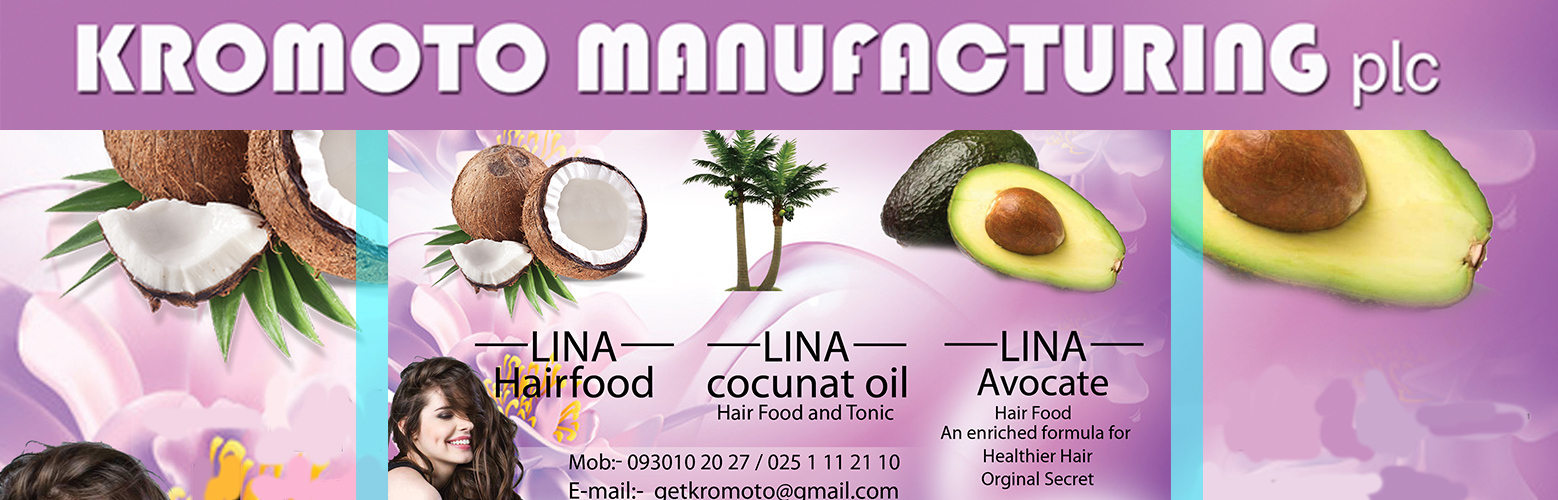 KROMOTO MANUFACTURING plc
LINA
Hairfood
LINA
cocunat oil
Hair Food and Tonic
LINA
Avocate
Hair Food
An enriched formula for
Healthier Hair
Orginal Secret
Mob:- 093010 20 27 / 025 1 11 21 10
E-mail:- getkromoto@gmail.com